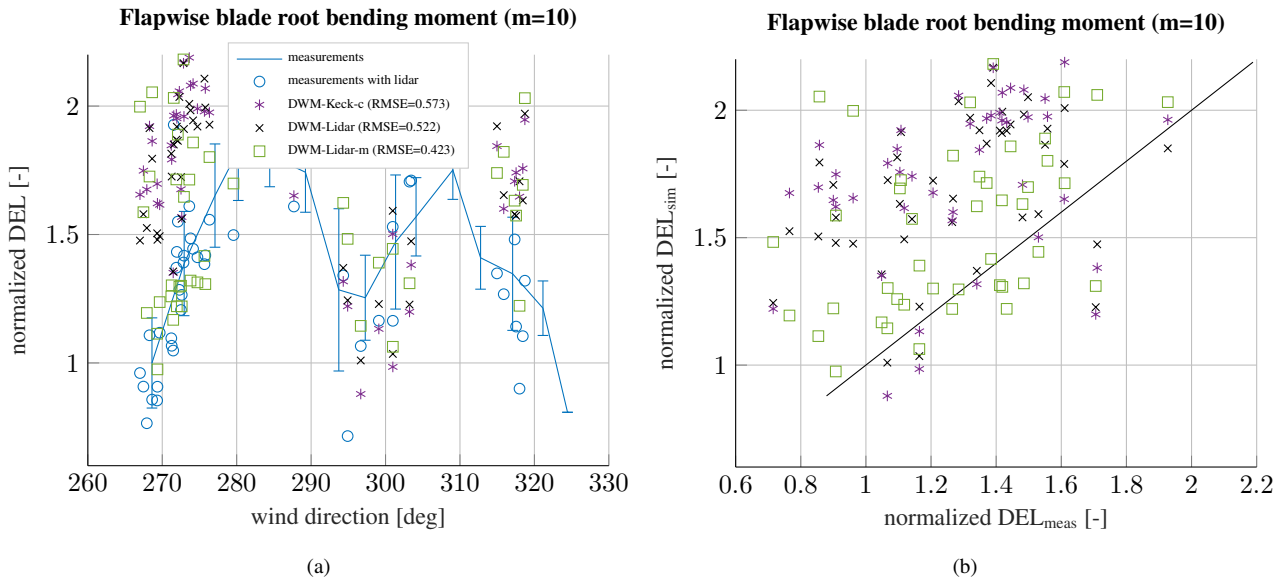 Flapwise blade root bending moment (m=10)
normalized DEL [-]
2
1.5
1
measurements
measurements with lidar
DWM-Keck-c (RMSE=0.573)
DWM-Lidar (RMSE=0.522)
DWM-Lidar-m (RMSE=0.423)
260 270 280 290 300 310 320 330
wind direction [deg]
(a)
Flapwise blade root bending moment (m=10)
normalized DELsim [-]
2
1.5
1
0.6 0.8 1 1.2 1.4 1.6 1.8 2 2.2
normalized DELmeas [-]
(b)